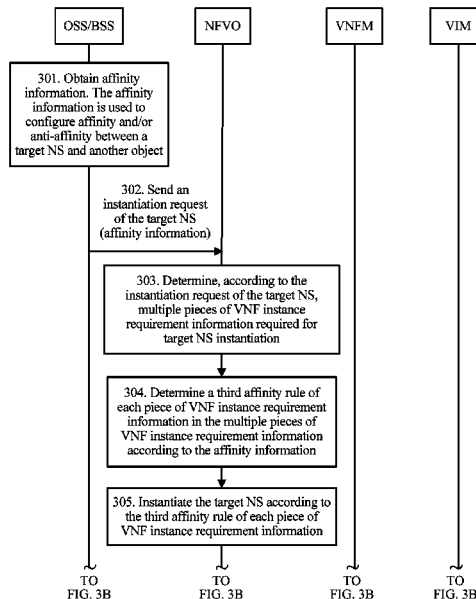 OSS/BSS
NFVO
VNFM
VIM
301. Obtain affinity
information. The affinity
information is used to
configure affinity and/or
anti-affinity between a
target NS and another object
302. Send an
instantiation request
of the target NS
(affinity information)
303. Determine, according to the
instantiation request of the target NS,
multiple pieces of VNF instance
requirement information required for
target NS instantiation
304. Determine a third affinity rule of
each piece of VNF instance requirement
information in the multiple pieces of
VNF instance requirement information
according to the affinity information
305. Instantiate the target NS according to
the third affinity rule of each piece of
VNF instance requirement information
TO
FIG. 3B
TO
FIG. 3B
TO
FIG. 3B
TO
FIG. 3B